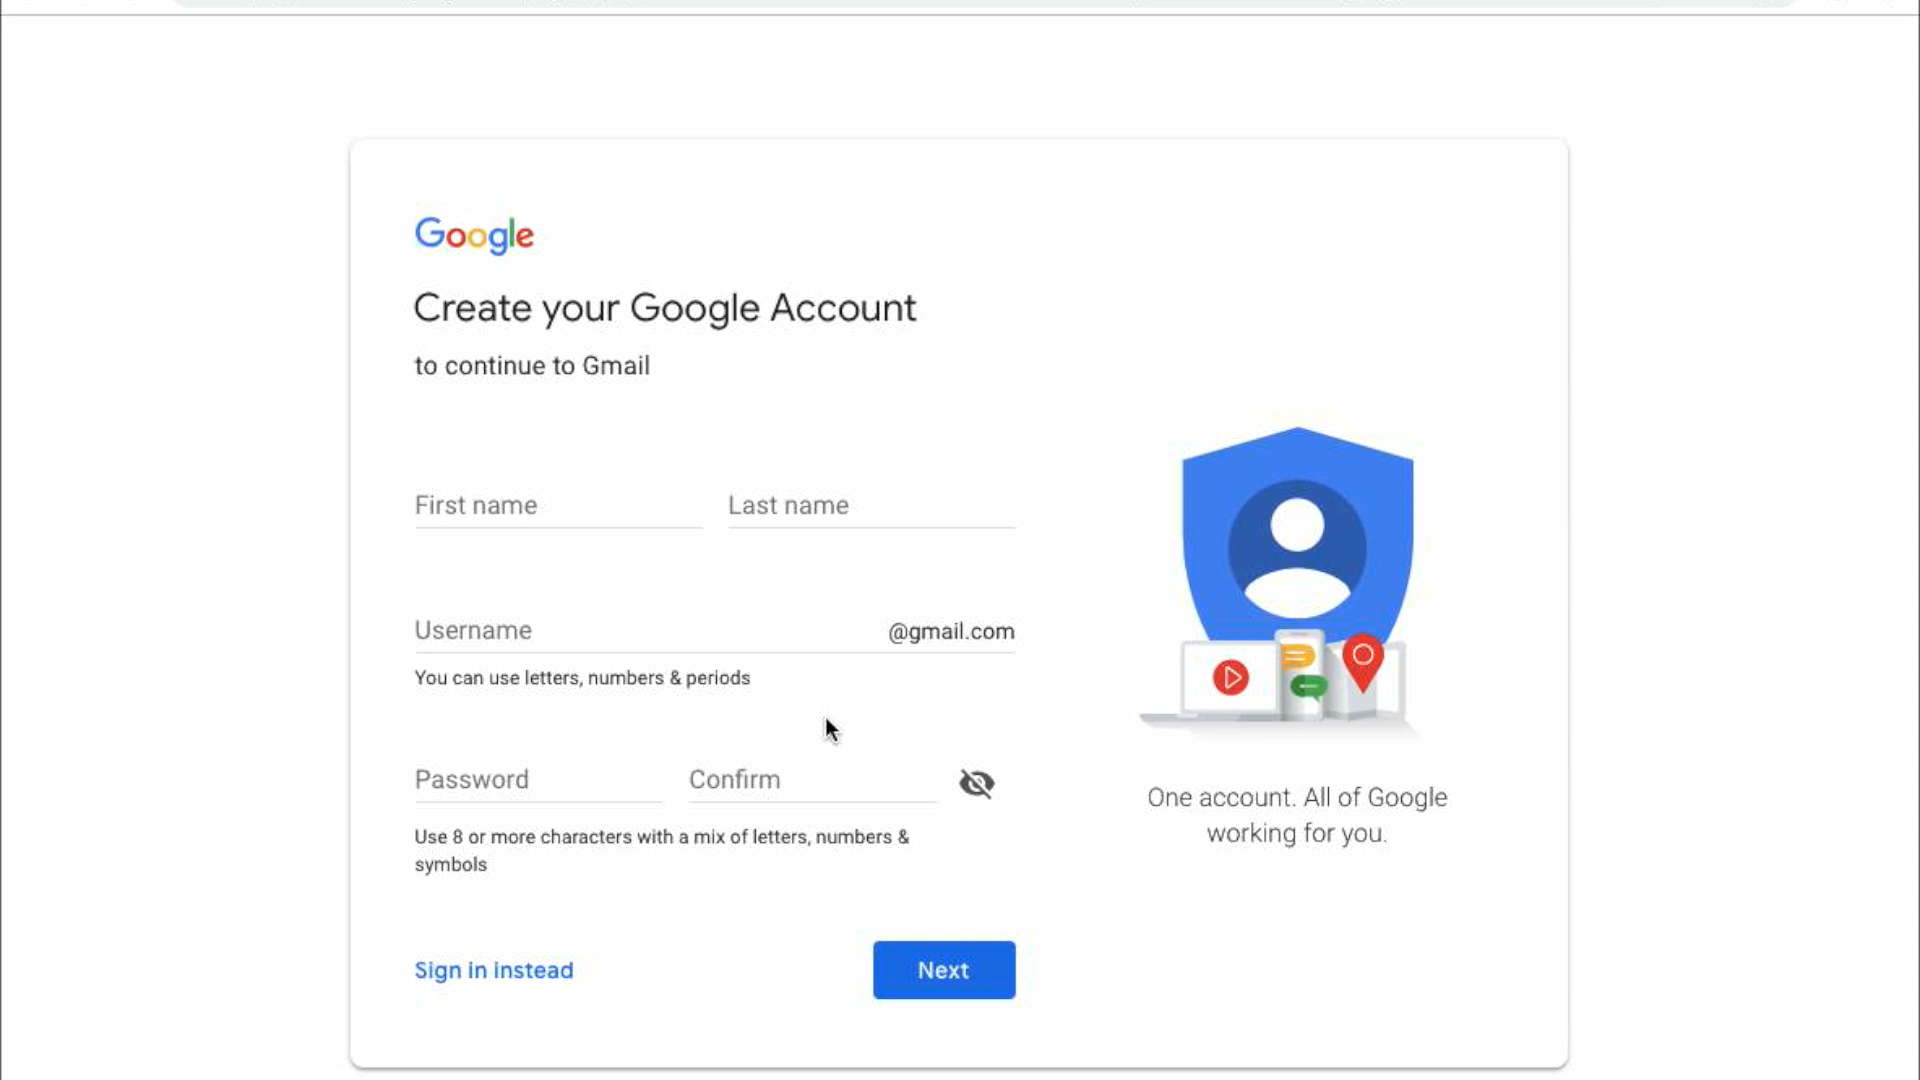 Google
Create your Google Account
to continue to Gmail
First name Last name
Username @gmail.com
You can use letters, numbers & periods
Password Confirm
Use 8 or more characters with a mix of letters, numbers &
symbols
Sign in instead Next
One account. All of Google
working for you.